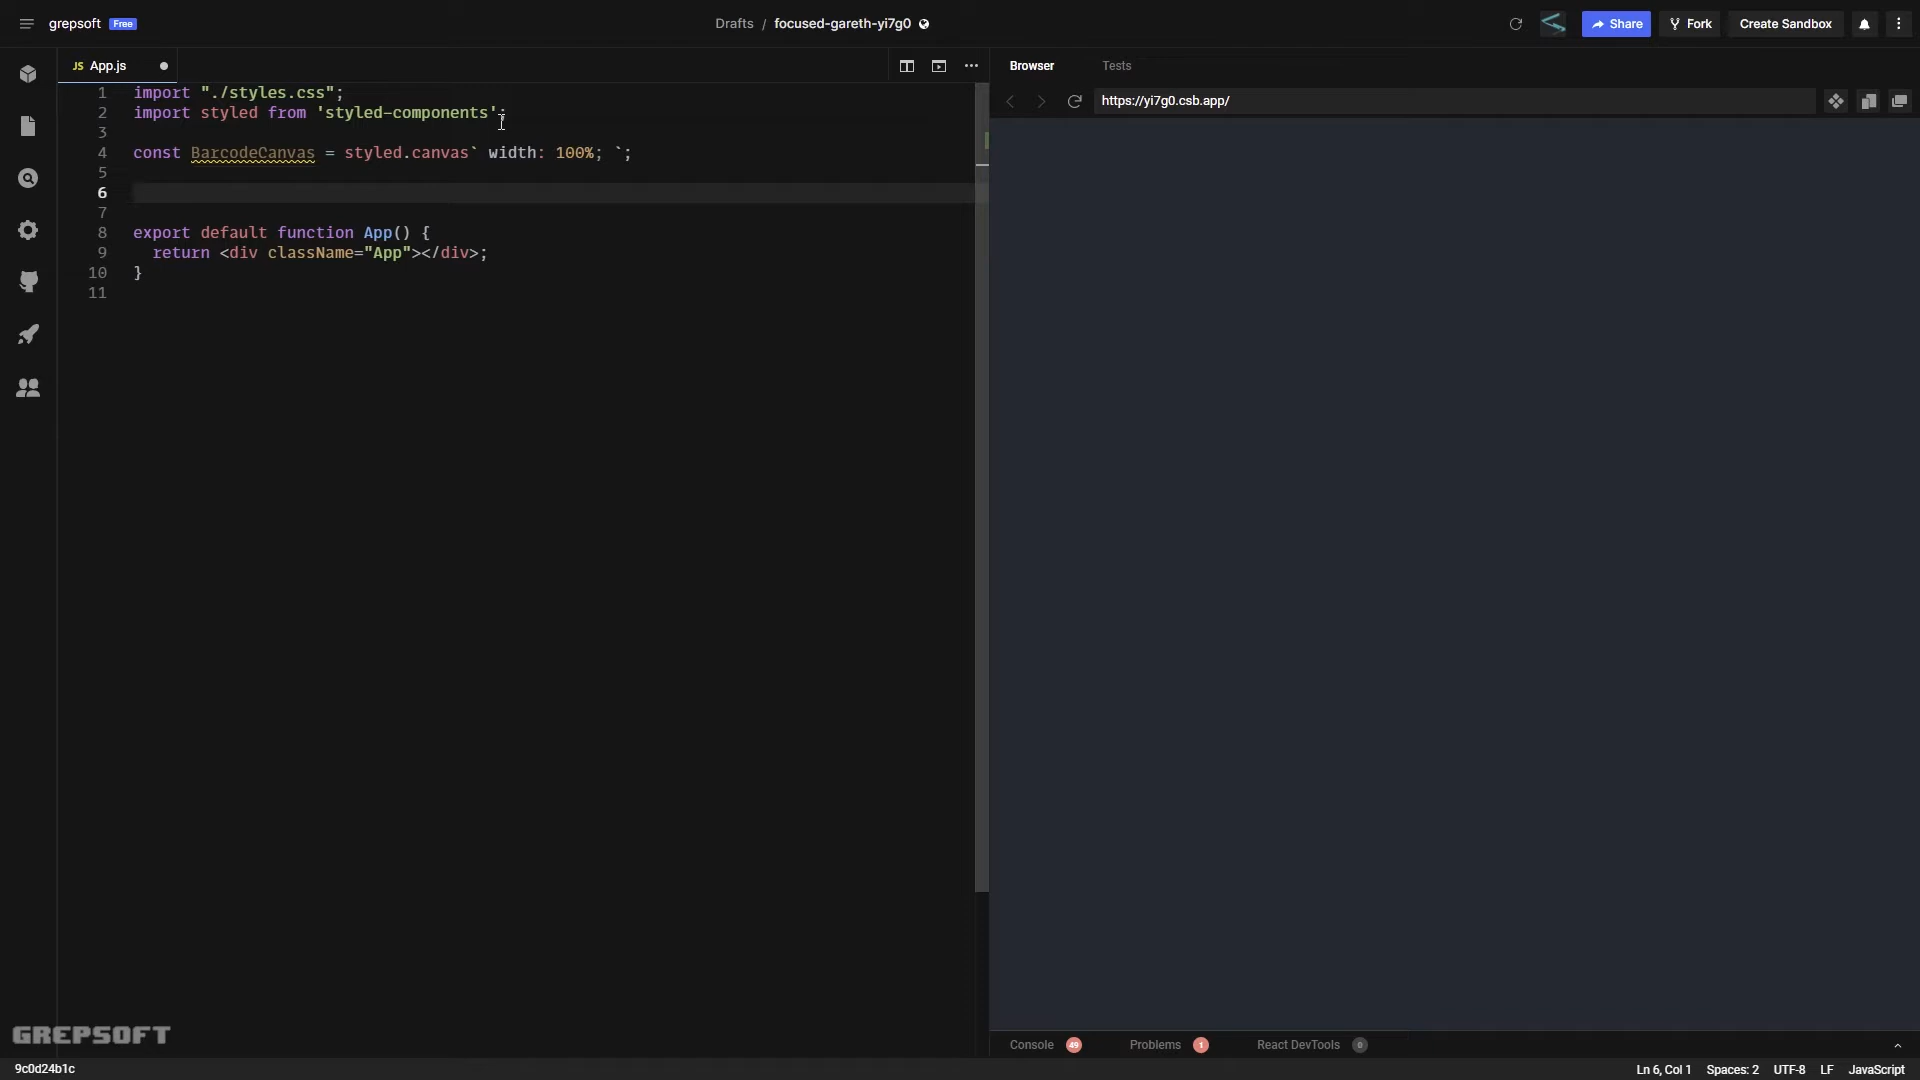 grepsoft Free
Drafts / focused-gareth-yi7g0
Share
Fork
Create Sandbox
JS App.js
Browser
Tests
https://yi7g0.csb.app/
1 import "./styles.css";
2 import styled from 'styled-components';
3
4 const BarcodeCanvas = styled.canvas` width: 100%; `;
5
6
7
8 export default function App() {
9 return <div className="App"></div>;
10 }
11
GREPSOFT
Console 49
Problems 1
React DevTools 0
9c0d24b1c
Ln 6, Col 1
Spaces: 2
UTF-8
LF
JavaScript